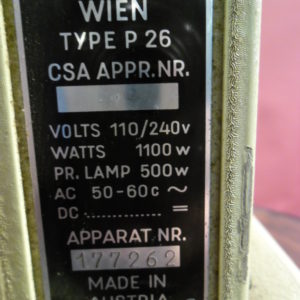 WIEN
TYPE P 26
CSA APPR.NR.
VOLTS 110/240v
WATTS 1100 w
PR. LAMP 500 w
AC 50-60c ~
DC .............. =
APPARAT. NR.
177262
MADE IN
AUSTRIA